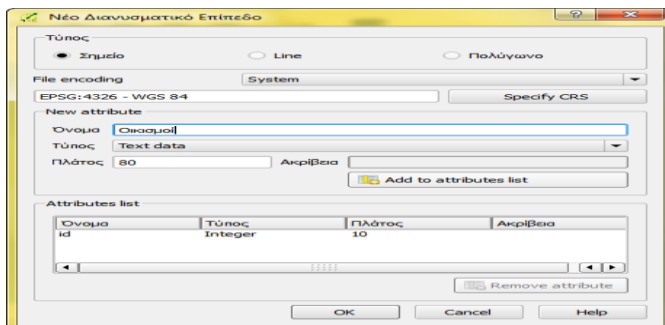 Νέο Διανυσματικό Επίπεδο
Τύπος
Σημείο Line Πολύγωνο
File encoding System
EPSG:4326 - WGS 84 Specify CRS
New attribute
Όνομα Οικισμοί
Τύπος Text data
Πλάτος 80 Ακρίβεια
Add to attributes list
Attributes list
Όνομα Τύπος Πλάτος Ακρίβεια
id Integer 10
Remove attribute
OK Cancel Help